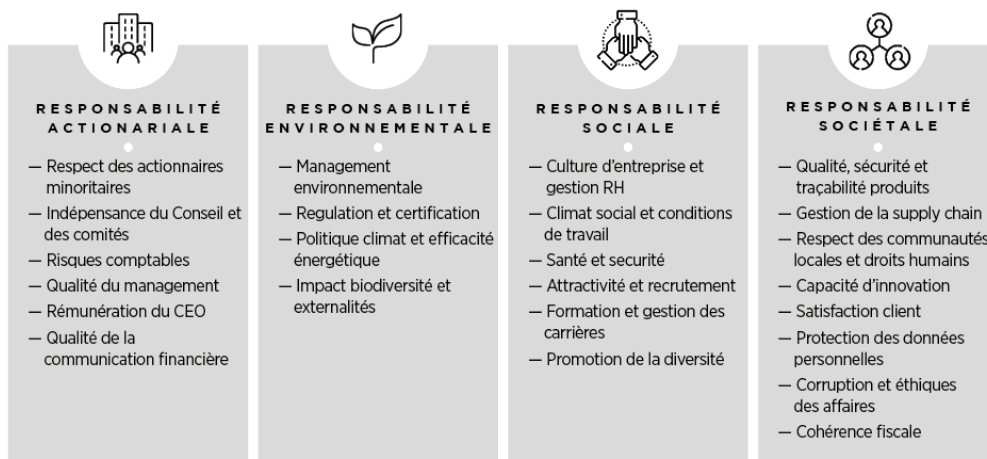 RESPONSABILITÉ
ACTIONARIALE
— Respect des actionnaires
minoritaires
— Indépensance du Conseil et
des comités
— Risques comptables
— Qualité du management
— Rémunération du CEO
— Qualité de la
communication financière
RESPONSABILITÉ
ENVIRONNEMENTALE
— Management
environnementale
— Regulation et certification
— Politique climat et efficacité
énergétique
— Impact biodiversité et
externalités
RESPONSABILITÉ
SOCIALE
— Culture d'entreprise et
gestion RH
— Climat social et conditions
de travail
— Santé et securité
— Attractivité et recrutement
— Formation et gestion des
carrières
— Promotion de la diversité
RESPONSABILITÉ
SOCIÉTALE
— Qualité, sécurité et
traçabilité produits
— Gestion de la supply chain
— Respect des communautés
locales et droits humains
— Capacité d'innovation
— Satisfaction client
— Protection des données
personnelles
— Corruption et éthiques
des affaires
— Cohérence fiscale